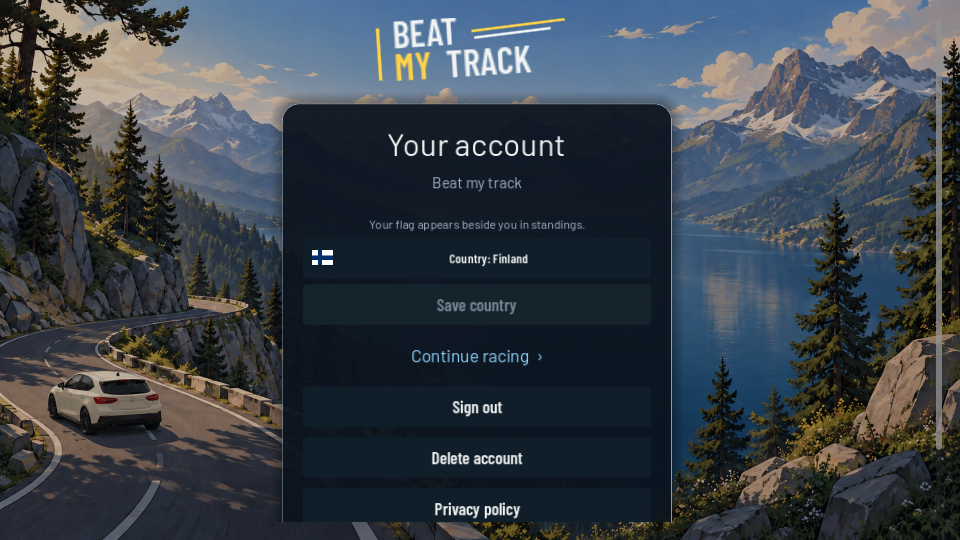 BEAT
MY TRACK
Your account
Beat my track
Your flag appears beside you in standings.
Country: Finland
Save country
Continue racing ›
Sign out
Delete account
Privacy policy